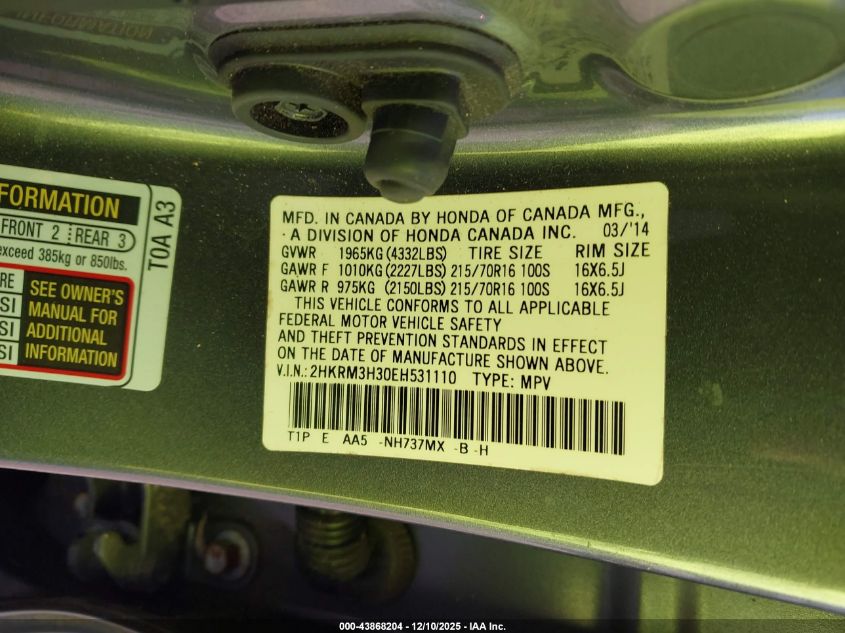 FORMATION
FRONT 2 REAR 3
exceed 385kg or 850lbs.
RE
SI
SI
SI
SEE OWNER'S
MANUAL FOR
ADDITIONAL
INFORMATION
T0A A3
MFD. IN CANADA BY HONDA OF CANADA MFG.,
A DIVISION OF HONDA CANADA INC. 03/'14
GVWR 1965KG (4332LBS) TIRE SIZE RIM SIZE
GAWR F 1010KG (2227LBS) 215/70R16 100S 16X6.5J
GAWR R 975KG (2150LBS) 215/70R16 100S 16X6.5J
THIS VEHICLE CONFORMS TO ALL APPLICABLE
FEDERAL MOTOR VEHICLE SAFETY
AND THEFT PREVENTION STANDARDS IN EFFECT
ON THE DATE OF MANUFACTURE SHOWN ABOVE.
V.I.N.: 2HKRM3H30EH531110 TYPE: MPV
T1P E AA5 -NH737MX -B -H
000-43868204 - 12/10/2025 - IAA Inc.